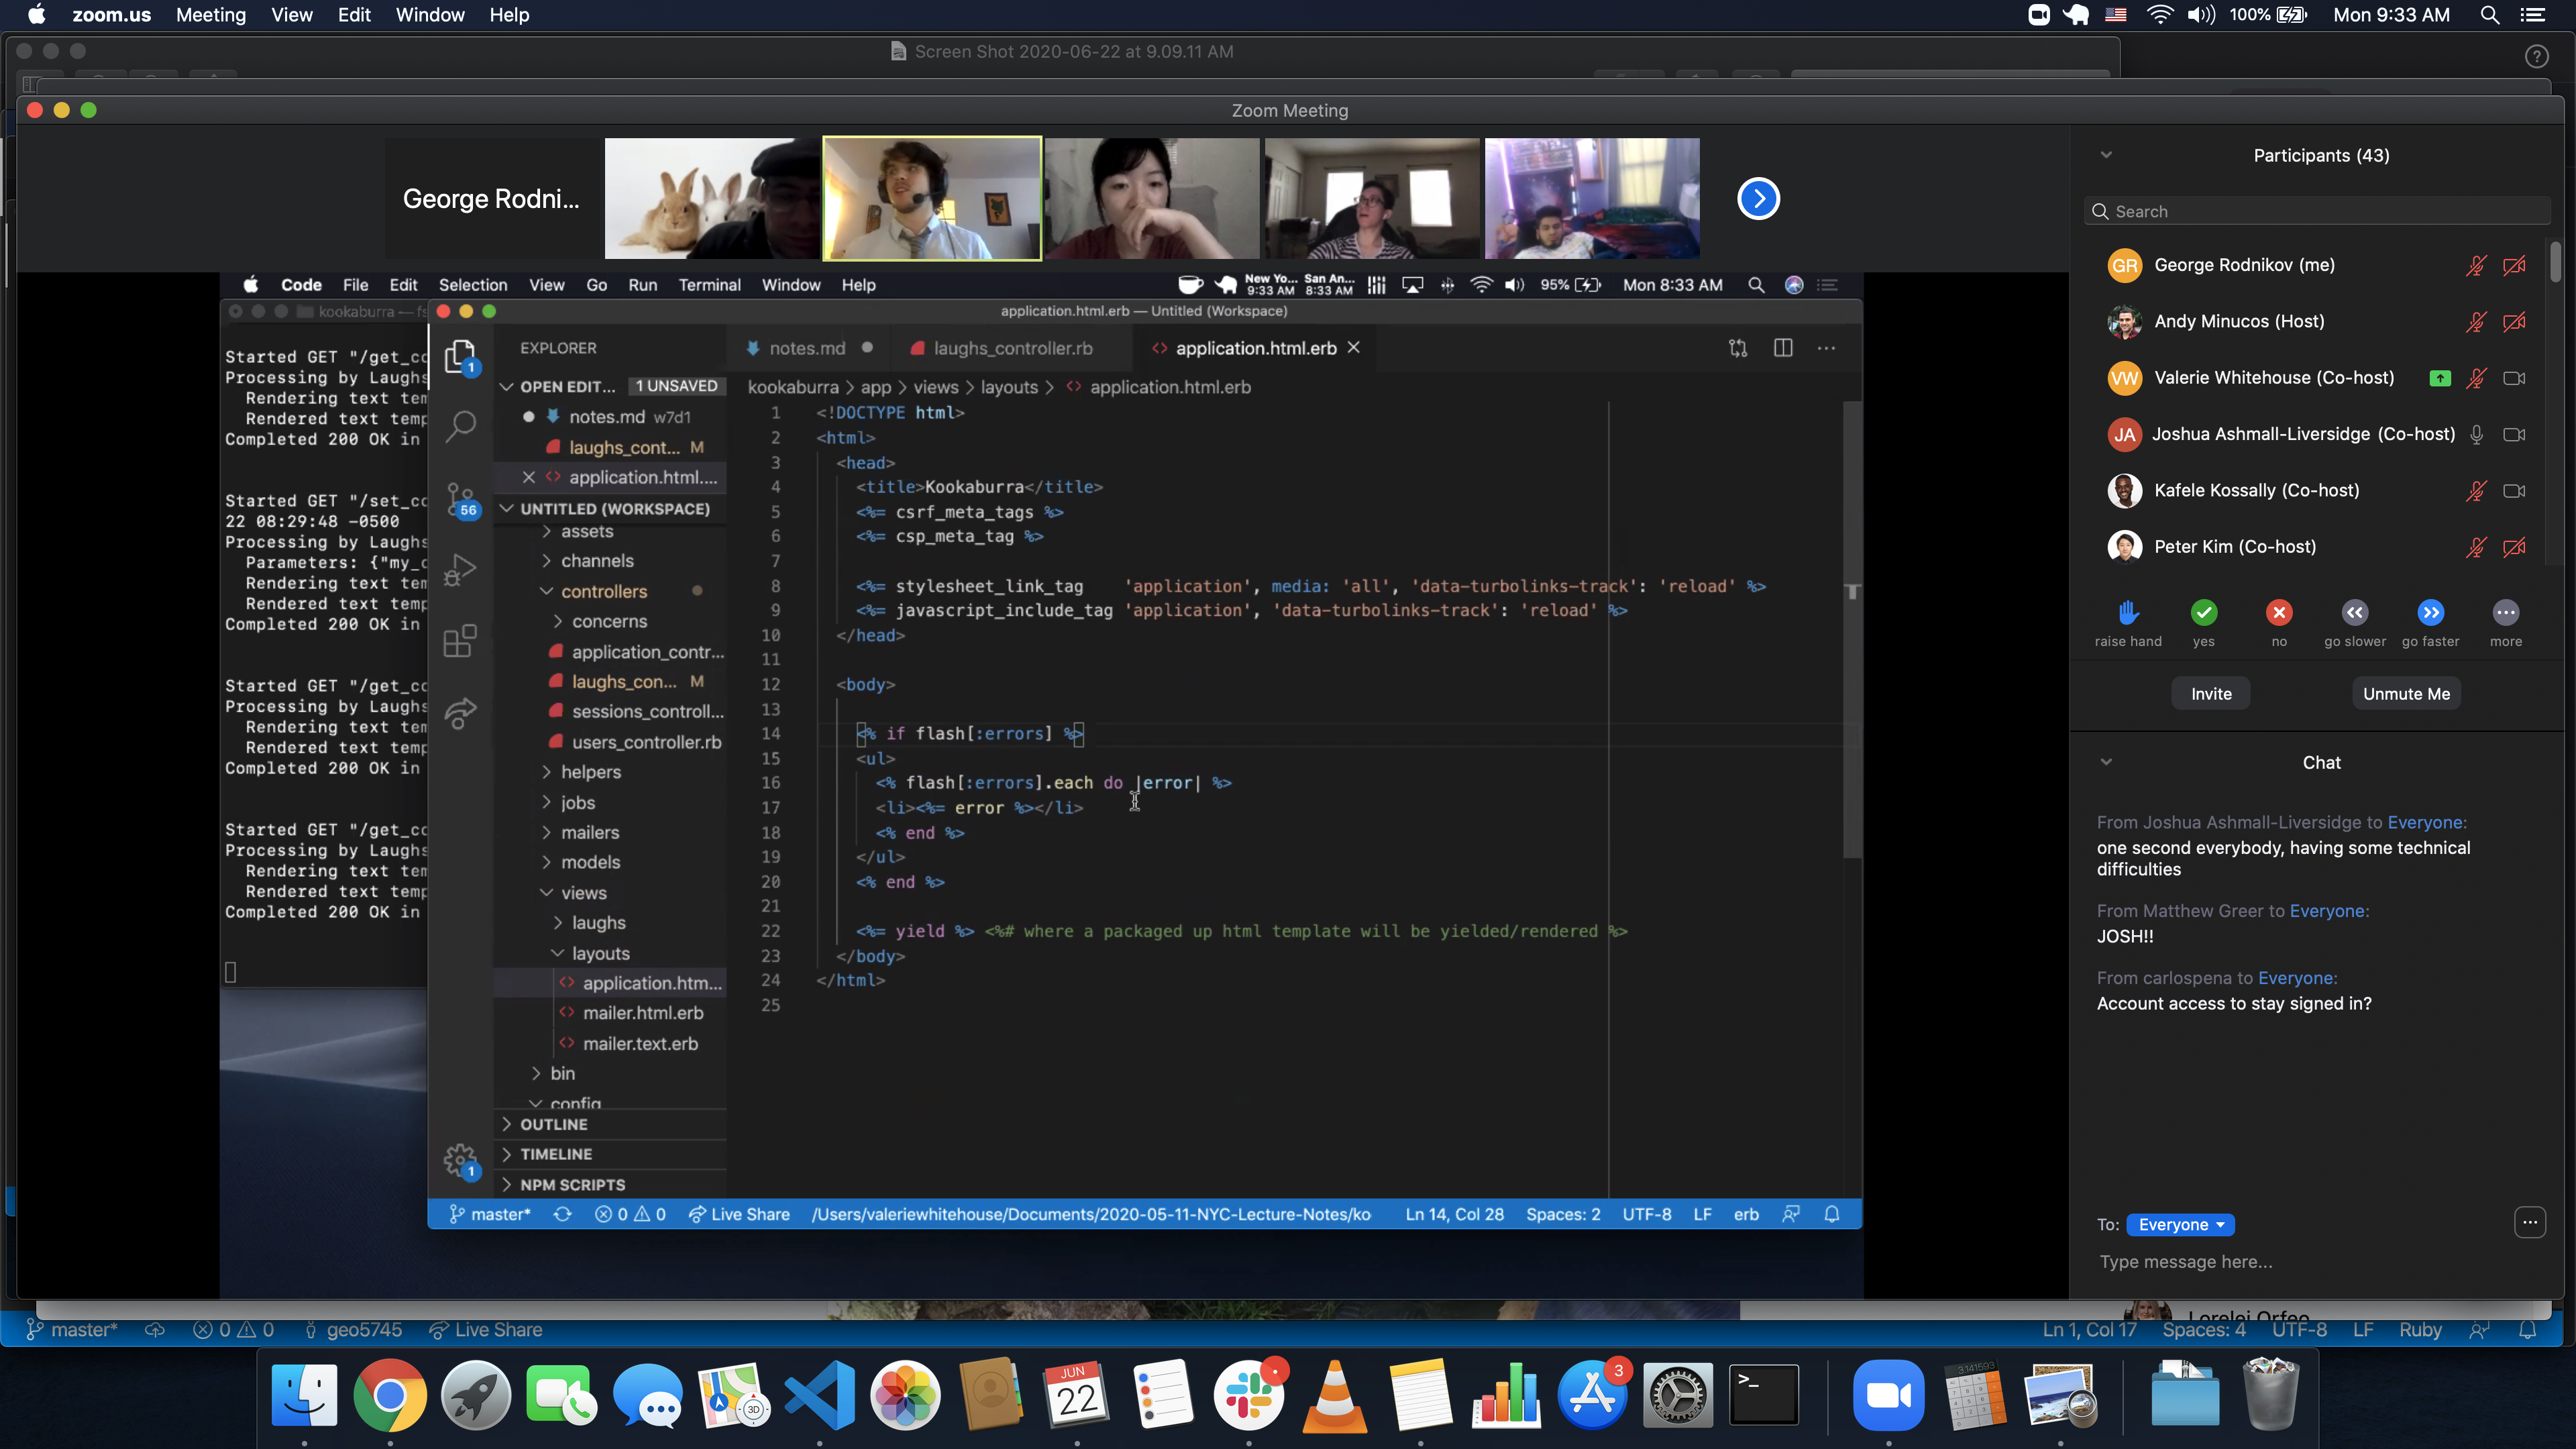 zoom.us Meeting View Edit Window Help
100% Mon 9:33 AM
Screen Shot 2020-06-22 at 9.09.11 AM
Zoom Meeting
George Rodni...
Code File Edit Selection View Go Run Terminal Window Help
New Yo... San An...
9:33 AM 8:33 AM
95% Mon 8:33 AM
kookaburra — fs
application.html.erb — Untitled (Workspace)
Started GET "/get_co
Processing by Laughs
Rendering text tem
Rendered text temp
Completed 200 OK in
Started GET "/set_co
22 08:29:48 -0500
Processing by Laughs
Parameters: {"my_c
Rendering text tem
Rendered text temp
Completed 200 OK in
Started GET "/get_co
Processing by Laughs
Rendering text tem
Rendered text temp
Completed 200 OK in
Started GET "/get_co
Processing by Laughs
Rendering text tem
Rendered text temp
Completed 200 OK in
1
56
1
EXPLORER
OPEN EDIT... 1 UNSAVED
notes.md w7d1
laughs_cont... M
application.html....
UNTITLED (WORKSPACE)
assets
channels
controllers
concerns
application_contr...
laughs_con... M
sessions_controll...
users_controller.rb
helpers
jobs
mailers
models
views
laughs
layouts
application.htm...
mailer.html.erb
mailer.text.erb
bin
config
OUTLINE
TIMELINE
NPM SCRIPTS
notes.md laughs_controller.rb application.html.erb
kookaburra > app > views > layouts > application.html.erb
1 <!DOCTYPE html>
2 <html>
3 <head>
4 <title>Kookaburra</title>
5 <%= csrf_meta_tags %>
6 <%= csp_meta_tag %>
7
8 <%= stylesheet_link_tag 'application', media: 'all', 'data-turbolinks-track': 'reload' %>
9 <%= javascript_include_tag 'application', 'data-turbolinks-track': 'reload' %>
10 </head>
11
12 <body>
13
14 <% if flash[:errors] %>
15 <ul>
16 <% flash[:errors].each do |error| %>
17 <li><%= error %></li>
18 <% end %>
19 </ul>
20 <% end %>
21
22 <%= yield %> <%# where a packaged up html template will be yielded/rendered %>
23 </body>
24 </html>
25
master* 0 0 Live Share /Users/valeriewhitehouse/Documents/2020-05-11-NYC-Lecture-Notes/ko Ln 14, Col 28 Spaces: 2 UTF-8 LF erb
Participants (43)
Search
GR George Rodnikov (me)
Andy Minucos (Host)
VW Valerie Whitehouse (Co-host)
JA Joshua Ashmall-Liversidge (Co-host)
Kafele Kossally (Co-host)
Peter Kim (Co-host)
raise hand yes no go slower go faster more
Invite Unmute Me
Chat
From Joshua Ashmall-Liversidge to Everyone:
one second everybody, having some technical
difficulties
From Matthew Greer to Everyone:
JOSH!!
From carlospena to Everyone:
Account access to stay signed in?
To: Everyone
Type message here...
Lorelei Orfeo
master* 0 0 geo5745 Live Share Ln 1, Col 17 Spaces: 4 UTF-8 LF Ruby
3D
JUN
22
3
>_
3.141593